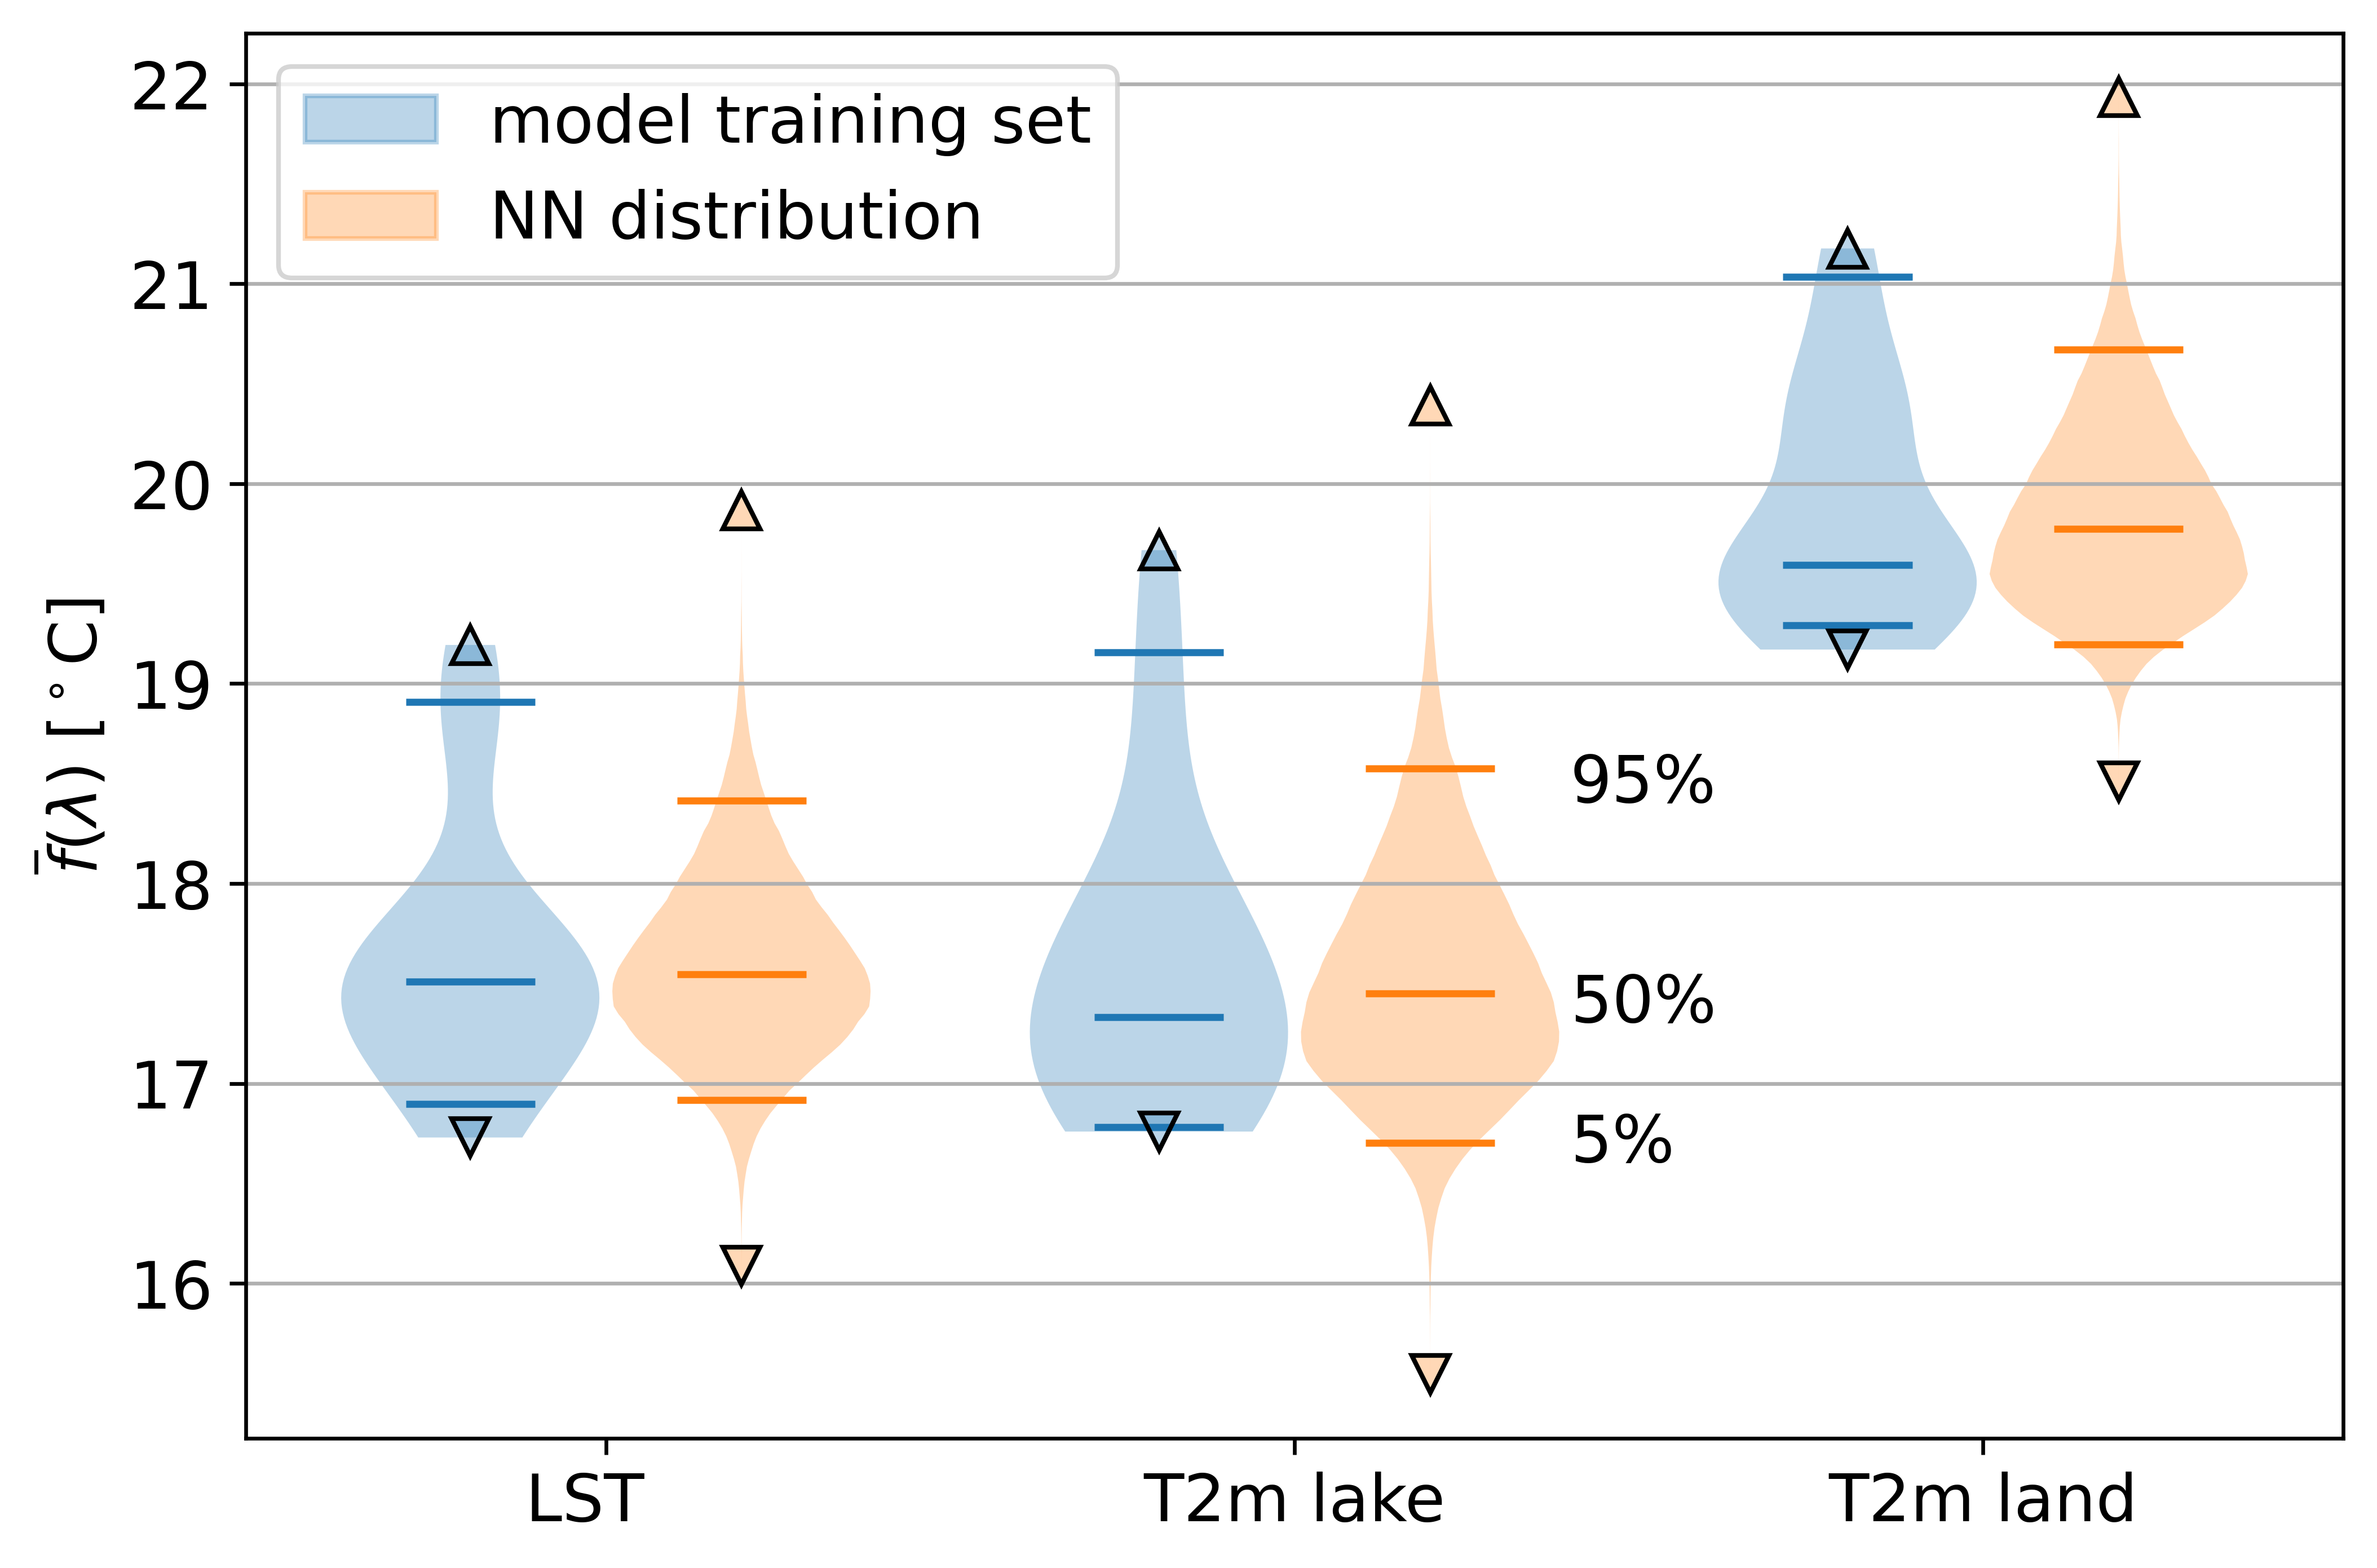 model training set
NN distribution
22
21
20
19
18
17
16
f̄(λ) [°C]
95%
50%
5%
LST
T2m lake
T2m land